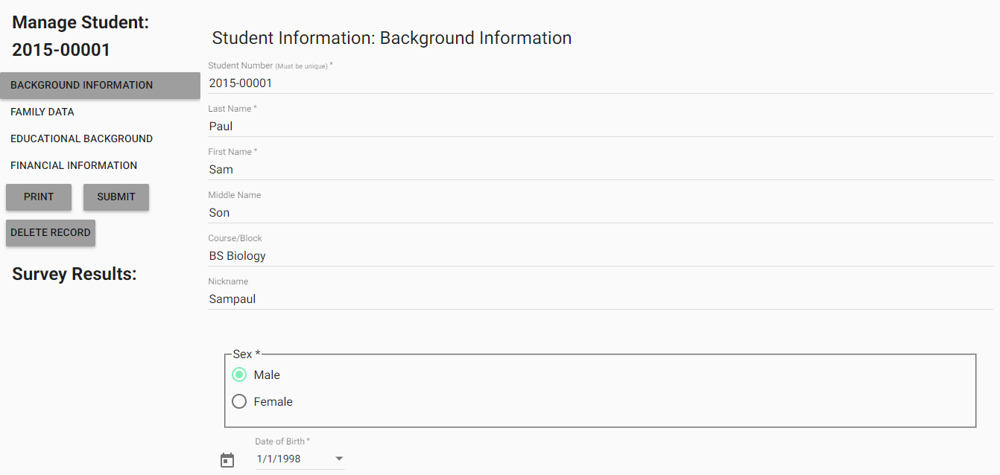 Manage Student:
2015-00001
BACKGROUND INFORMATION
FAMILY DATA
EDUCATIONAL BACKGROUND
FINANCIAL INFORMATION
PRINT SUBMIT
DELETE RECORD
Survey Results:
Student Information: Background Information
Student Number (Must be unique) *
2015-00001
Last Name *
Paul
First Name *
Sam
Middle Name
Son
Course/Block
BS Biology
Nickname
Sampaul
Sex *
Male
Female
Date of Birth *
1/1/1998